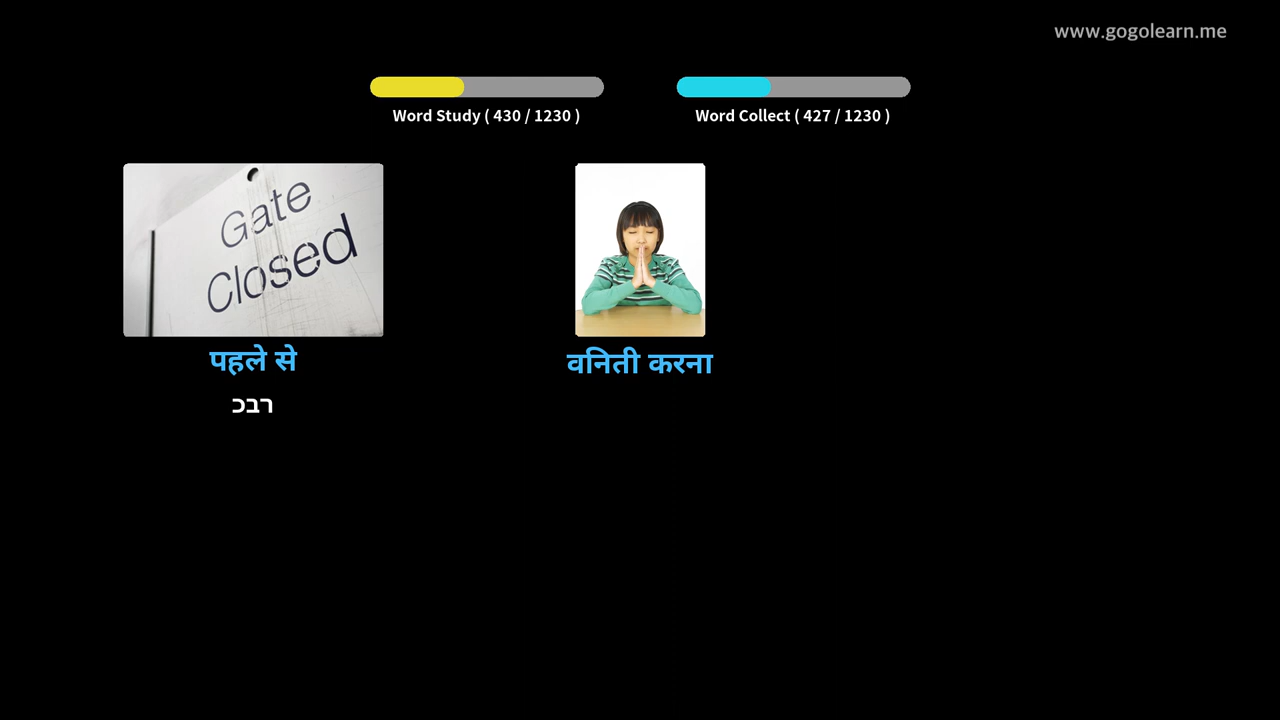 www.gogolearn.me
Word Study ( 430 / 1230 )
Word Collect ( 427 / 1230 )
Gate
Closed
पहले से
वनिती करना
רבכ